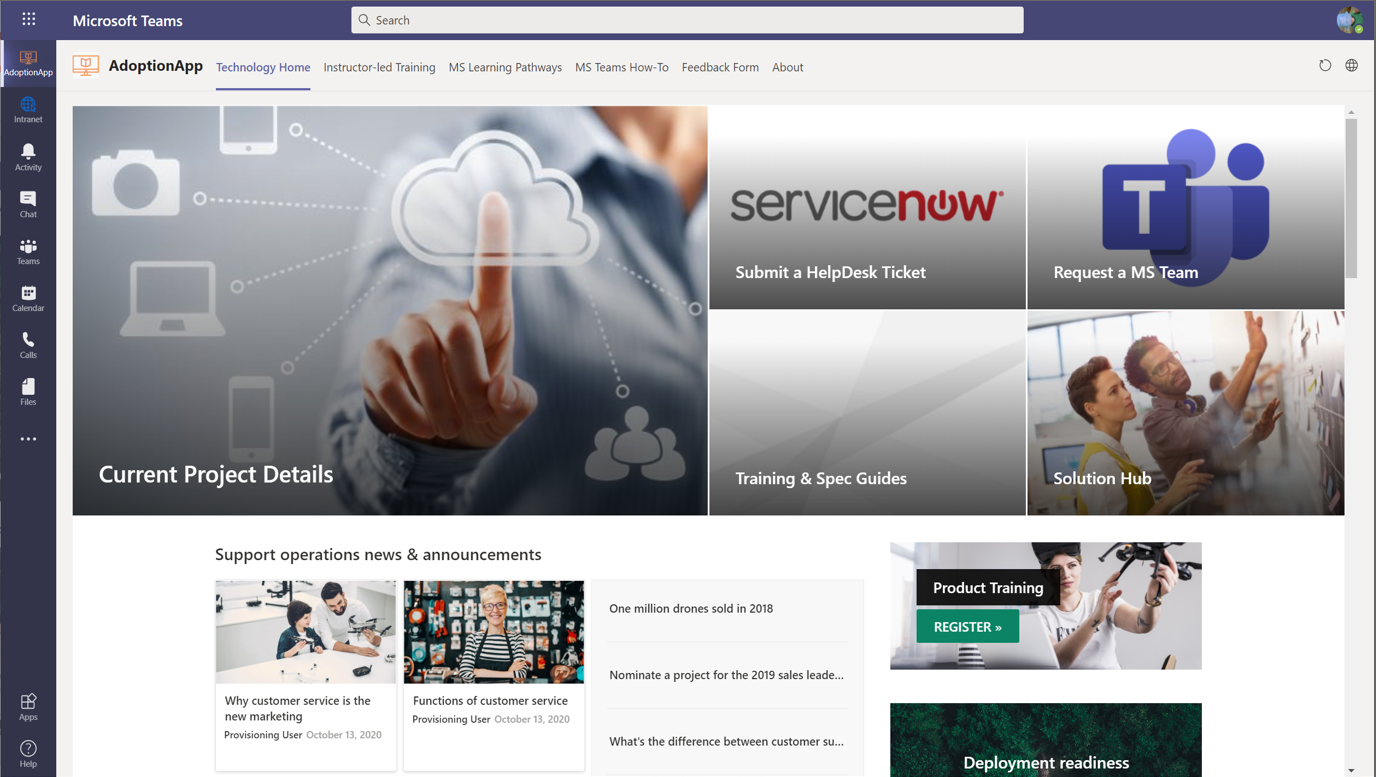 Microsoft Teams
Search
AdoptionApp
Intranet
Activity
Chat
Teams
Calendar
Calls
Files
Apps
Help
AdoptionApp
Technology Home
Instructor-led Training
MS Learning Pathways
MS Teams How-To
Feedback Form
About
Current Project Details
servicenow
Submit a HelpDesk Ticket
T
Request a MS Team
Training & Spec Guides
Solution Hub
Support operations news & announcements
Why customer service is the
new marketing
Provisioning User October 13, 2020
Functions of customer service
Provisioning User October 13, 2020
One million drones sold in 2018
Nominate a project for the 2019 sales leade...
What's the difference between customer su...
Product Training
REGISTER »
Deployment readiness